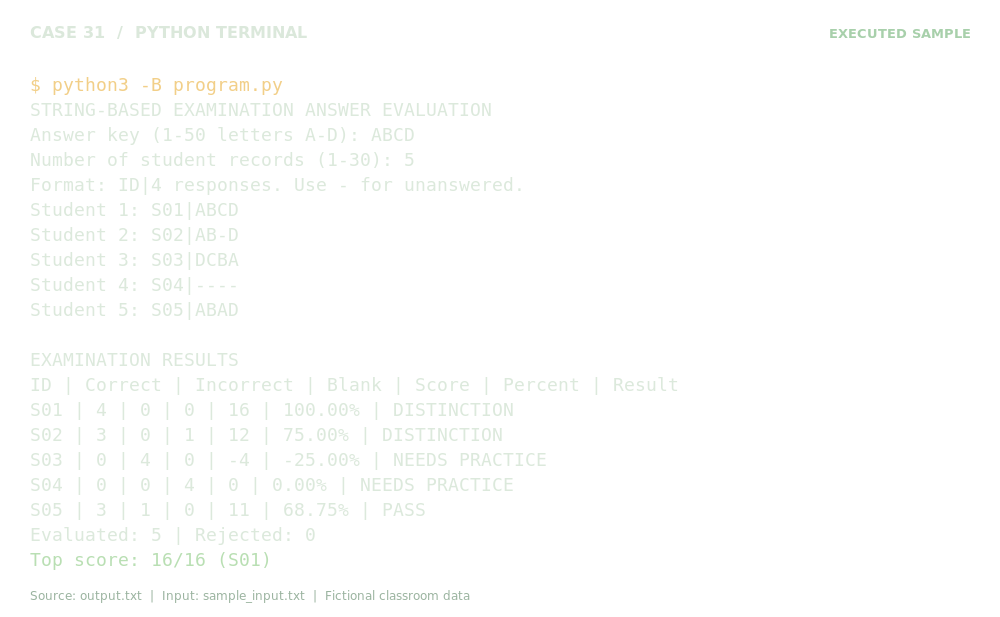 CASE 31 / PYTHON TERMINAL
EXECUTED SAMPLE
$ python3 -B program.py
STRING-BASED EXAMINATION ANSWER EVALUATION
Answer key (1-50 letters A-D): ABCD
Number of student records (1-30): 5
Format: ID|4 responses. Use - for unanswered.
Student 1: S01|ABCD
Student 2: S02|AB-D
Student 3: S03|DCBA
Student 4: S04|----
Student 5: S05|ABAD
EXAMINATION RESULTS
ID | Correct | Incorrect | Blank | Score | Percent | Result
S01 | 4 | 0 | 0 | 16 | 100.00% | DISTINCTION
S02 | 3 | 0 | 1 | 12 | 75.00% | DISTINCTION
S03 | 0 | 4 | 0 | -4 | -25.00% | NEEDS PRACTICE
S04 | 0 | 0 | 4 | 0 | 0.00% | NEEDS PRACTICE
S05 | 3 | 1 | 0 | 11 | 68.75% | PASS
Evaluated: 5 | Rejected: 0
Top score: 16/16 (S01)
Source: output.txt | Input: sample_input.txt | Fictional classroom data